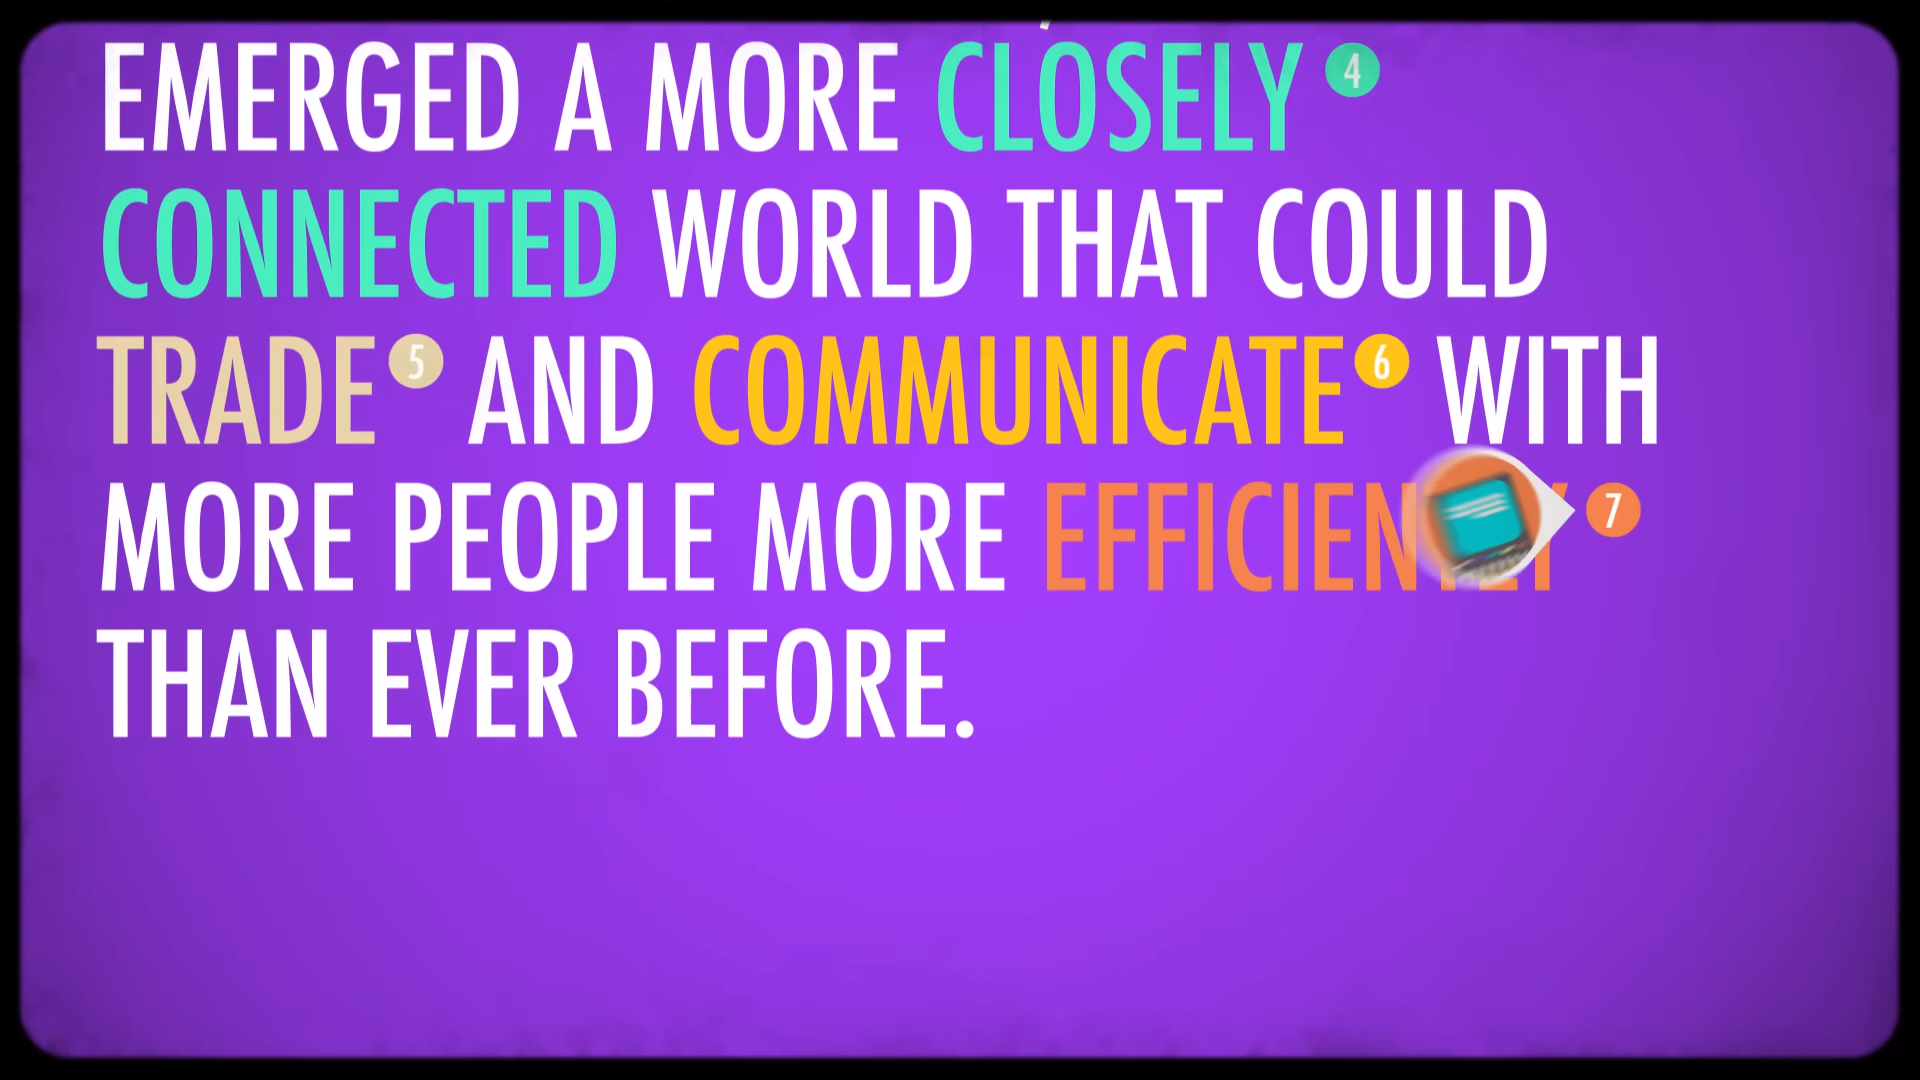 EMERGED A MORE CLOSELY 4
CONNECTED WORLD THAT COULD
TRADE 5 AND COMMUNICATE 6 WITH
MORE PEOPLE MORE EFFICIENTLY 7
THAN EVER BEFORE.